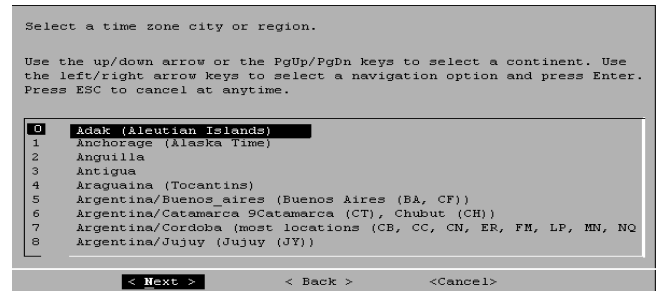 Select a time zone city or region.
Use the up/down arrow or the PgUp/PgDn keys to select a continent. Use
the left/right arrow keys to select a navigation option and press Enter.
Press ESC to cancel at anytime.
0 Adak (Aleutian Islands)
1 Anchorage (Alaska Time)
2 Anguilla
3 Antigua
4 Araguaina (Tocantins)
5 Argentina/Buenos_aires (Buenos Aires (BA, CF))
6 Argentina/Catamarca 9Catamarca (CT), Chubut (CH))
7 Argentina/Cordoba (most locations (CB, CC, CN, ER, FM, LP, MN, NQ
8 Argentina/Jujuy (Jujuy (JY))
< Next > < Back > <Cancel>